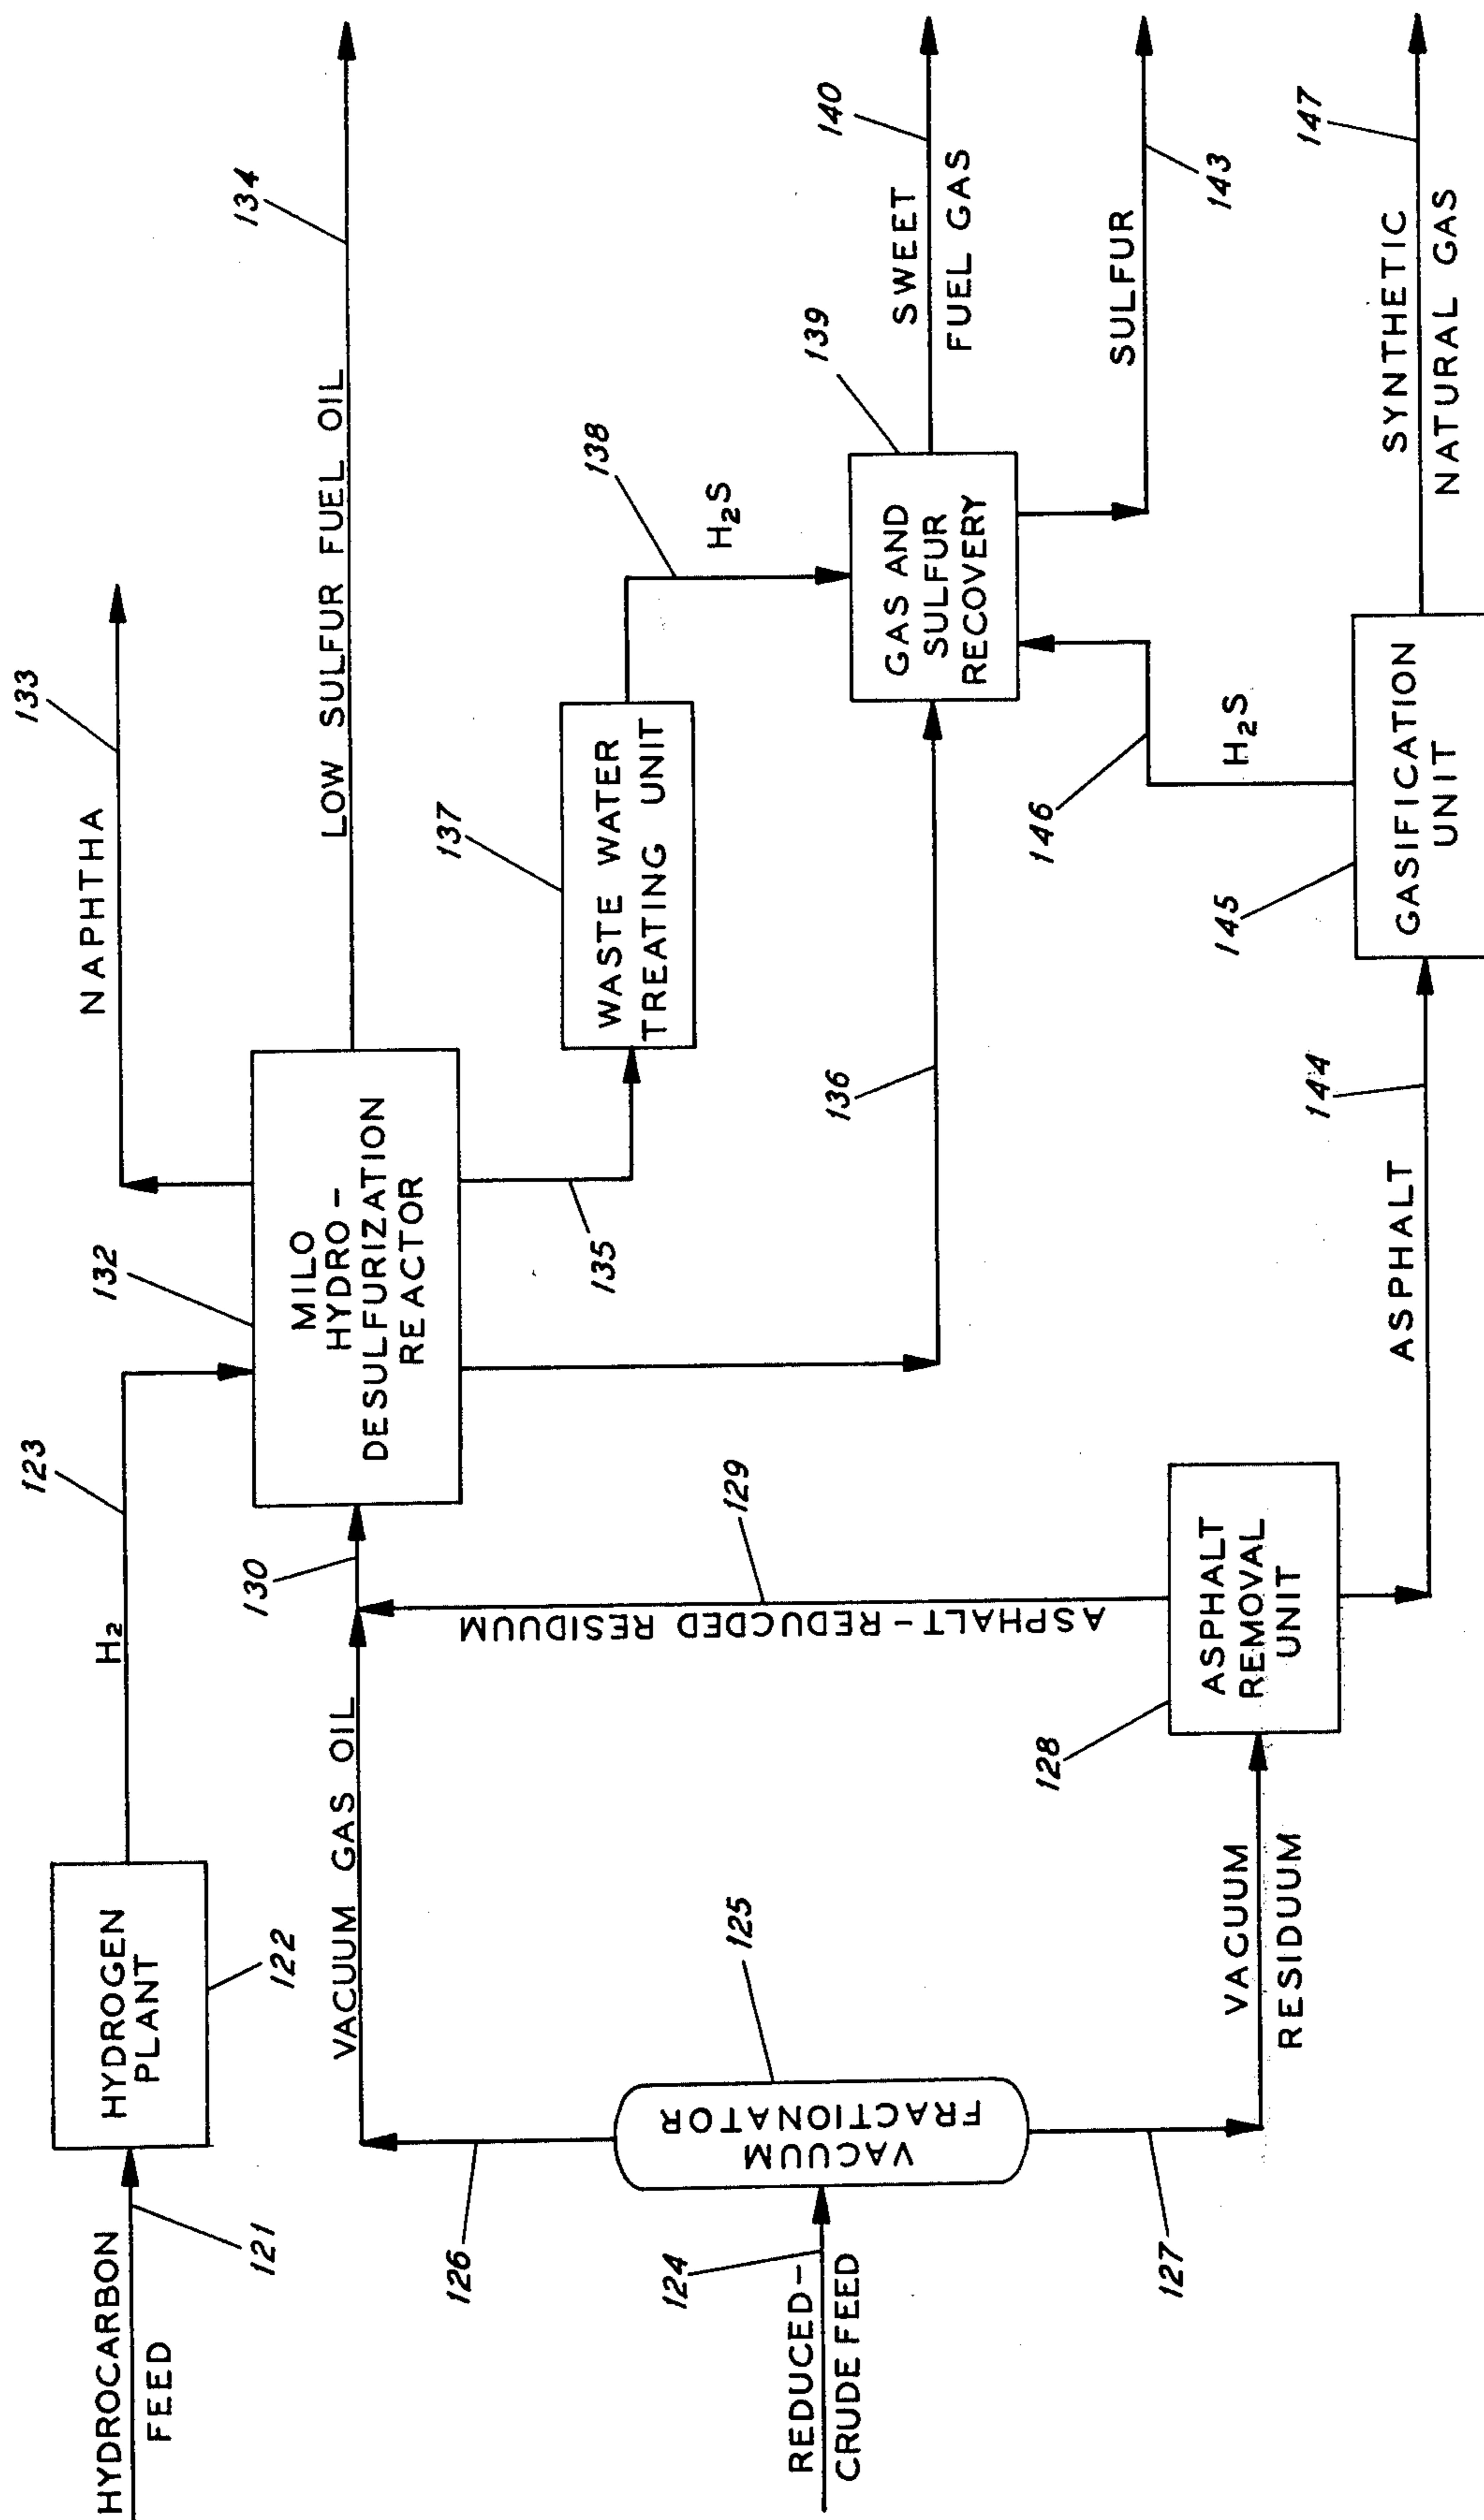 HYDROCARBON
FEED
121
HYDROGEN
PLANT
122
H₂
123
NAPHTHA
133
REDUCED-
CRUDE FEED
124
VACUUM
FRACTIONATOR
125
126
VACUUM GAS OIL
127
VACUUM
RESIDUUM
128
ASPHALT
REMOVAL
UNIT
129
ASPHALT-REDUCDED RESIDUUM
130
132
MILO
HYDRO-
DESULFURIZATION
REACTOR
LOW SULFUR FUEL OIL
134
135
136
137
WASTE WATER
TREATING UNIT
138
H₂S
139
GAS AND
SULFUR
RECOVERY
SWEET
FUEL GAS
140
SULFUR
143
ASPHALT
144
145
GASIFICATION
UNIT
146
H₂S
SYNTHETIC
NATURAL GAS
147